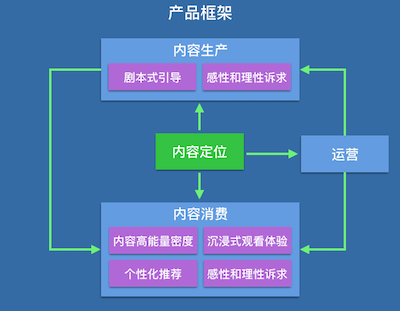 产品框架
内容生产
剧本式引导 感性和理性诉求
内容定位
运营
内容消费
内容高能量密度 沉浸式观看体验
个性化推荐 感性和理性诉求